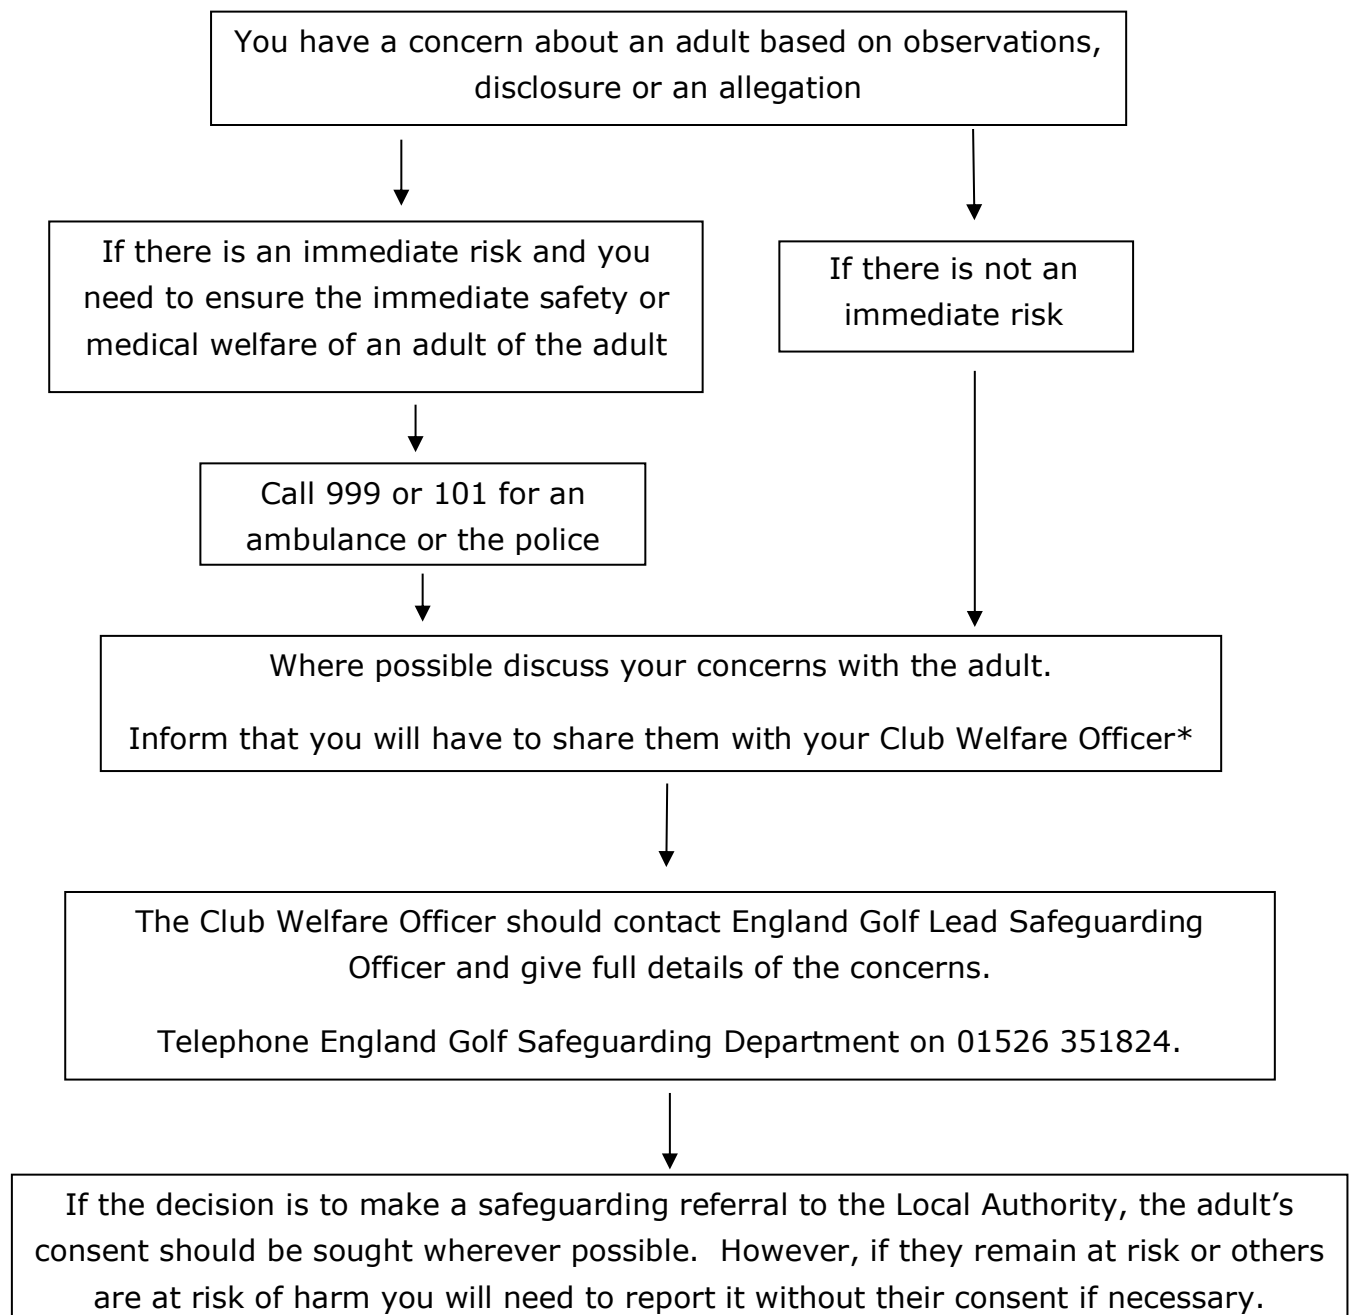 You have a concern about an adult based on observations,
disclosure or an allegation
If there is an immediate risk and you
need to ensure the immediate safety or
medical welfare of an adult of the adult
If there is not an
immediate risk
Call 999 or 101 for an
ambulance or the police
Where possible discuss your concerns with the adult.
Inform that you will have to share them with your Club Welfare Officer*
The Club Welfare Officer should contact England Golf Lead Safeguarding
Officer and give full details of the concerns.
Telephone England Golf Safeguarding Department on 01526 351824.
If the decision is to make a safeguarding referral to the Local Authority, the adult’s
consent should be sought wherever possible.  However, if they remain at risk or others
are at risk of harm you will need to report it without their consent if necessary.